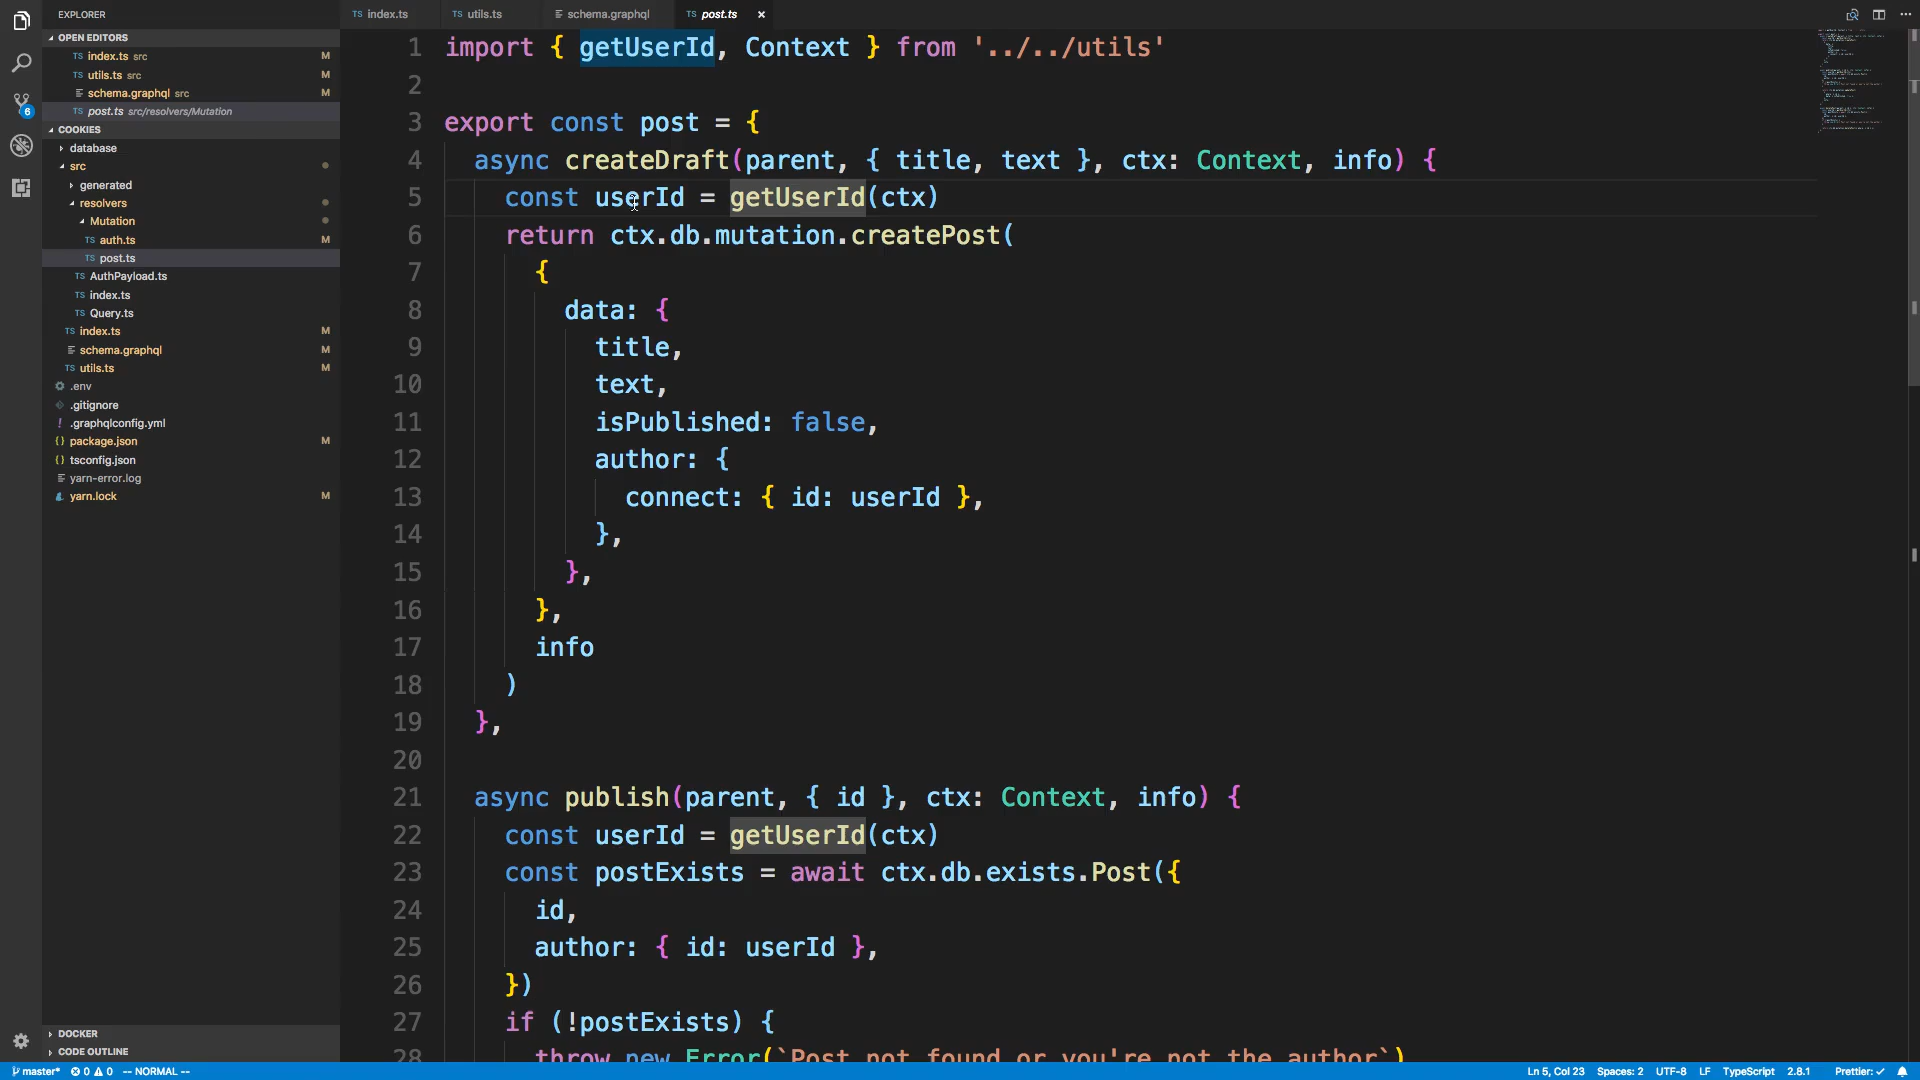 EXPLORER
TS index.ts
TS utils.ts
schema.graphql
TS post.ts ×
OPEN EDITORS
TS index.ts src M
TS utils.ts src M
schema.graphql src M
TS post.ts src/resolvers/Mutation
COOKIES
database
src
generated
resolvers
Mutation
TS auth.ts M
TS post.ts
TS AuthPayload.ts
TS index.ts
TS Query.ts
TS index.ts M
schema.graphql M
TS utils.ts M
.env
.gitignore
! .graphqlconfig.yml
{} package.json M
{} tsconfig.json
yarn-error.log
yarn.lock M
DOCKER
CODE OUTLINE
6
1 import { getUserId, Context } from '../../utils'
2
3 export const post = {
4 async createDraft(parent, { title, text }, ctx: Context, info) {
5 const userId = getUserId(ctx)
6 return ctx.db.mutation.createPost(
7 {
8 data: {
9 title,
10 text,
11 isPublished: false,
12 author: {
13 connect: { id: userId },
14 },
15 },
16 },
17 info
18 )
19 },
20
21 async publish(parent, { id }, ctx: Context, info) {
22 const userId = getUserId(ctx)
23 const postExists = await ctx.db.exists.Post({
24 id,
25 author: { id: userId },
26 })
27 if (!postExists) {
28 throw new Error(`Post not found or you're not the author`)
master* 0 0 -- NORMAL -- Ln 5, Col 23 Spaces: 2 UTF-8 LF TypeScript 2.8.1 Prettier: ✓